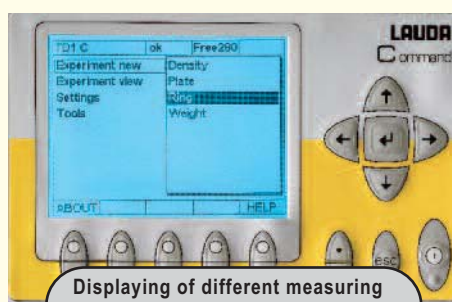 TD1 C ok Free290
Experiment new
Experiment view
Settings
Tools
Density
Plate
Ring
Weight
ABOUT HELP
LAUDA
Command
esc
Displaying of different measuring